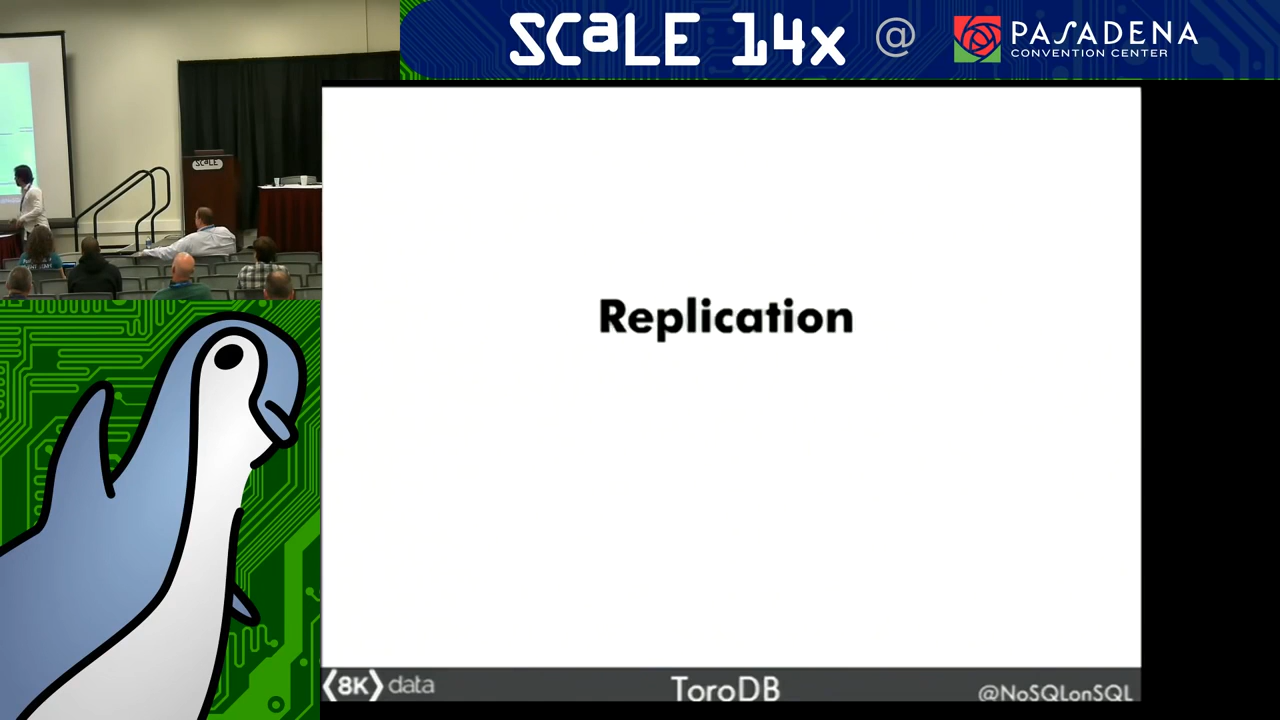 SCaLE 14x @ PASADENA
CONVENTION CENTER
SCaLE
Replication
8K data
ToroDB
@NoSQLonSQL